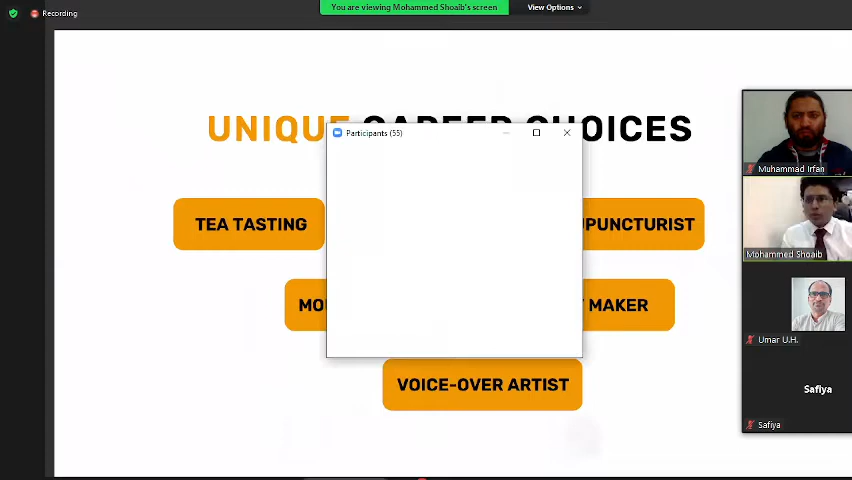 Recording
You are viewing Mohammed Shoaib's screen
View Options
UNIQUE CAREER CHOICES
Participants (55)
TEA TASTING
UPUNCTURIST
MO
MAKER
VOICE-OVER ARTIST
Muhammad Irfan
Mohammed Shoaib
Umar U.H.
Safiya
Safiya